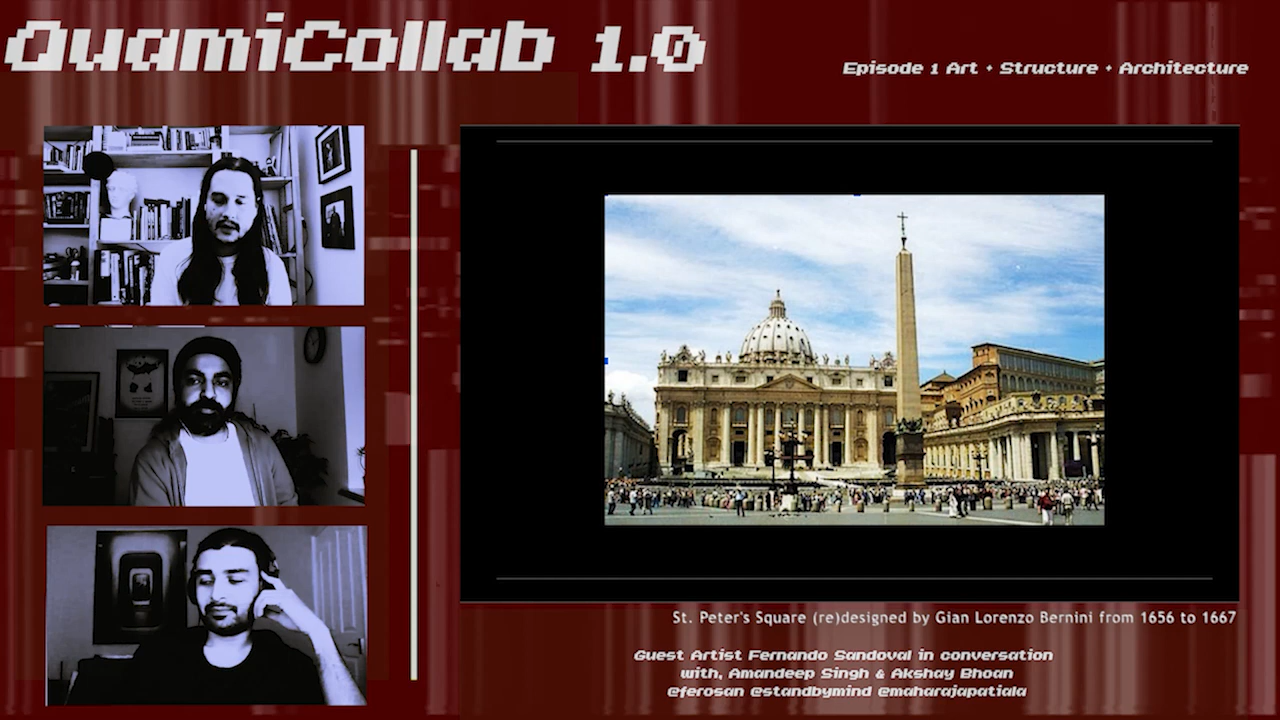 QuamiCollab 1.0
Episode 1 Art • Structure • Architecture
St. Peter's Square (re)designed by Gian Lorenzo Bernini from 1656 to 1667
Guest Artist Fernando Sandoval in conversation
with, Amandeep Singh & Akshay Bhoan
@ferosan @standbymind @maharajapatiala